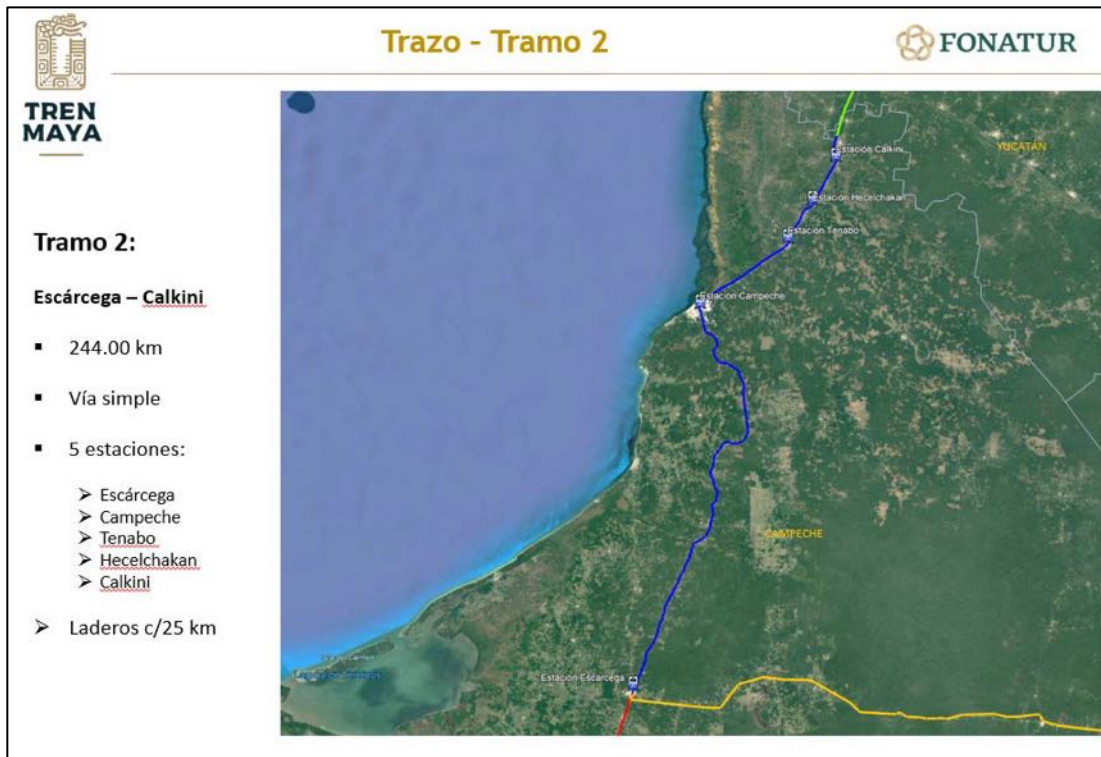 Trazo - Tramo 2
FONATUR
TREN
MAYA
Tramo 2:
Escárcega – Calkini
▪ 244.00 km
▪ Vía simple
▪ 5 estaciones:
➢ Escárcega
➢ Campeche
➢ Tenabo
➢ Hecelchakan
➢ Calkini
➢ Laderos c/25 km
Estación Calkini
YUCATÁN
Estación Hecelchakan
Estación Tenabo
Estación Campeche
CAMPECHE
Estación Escárcega